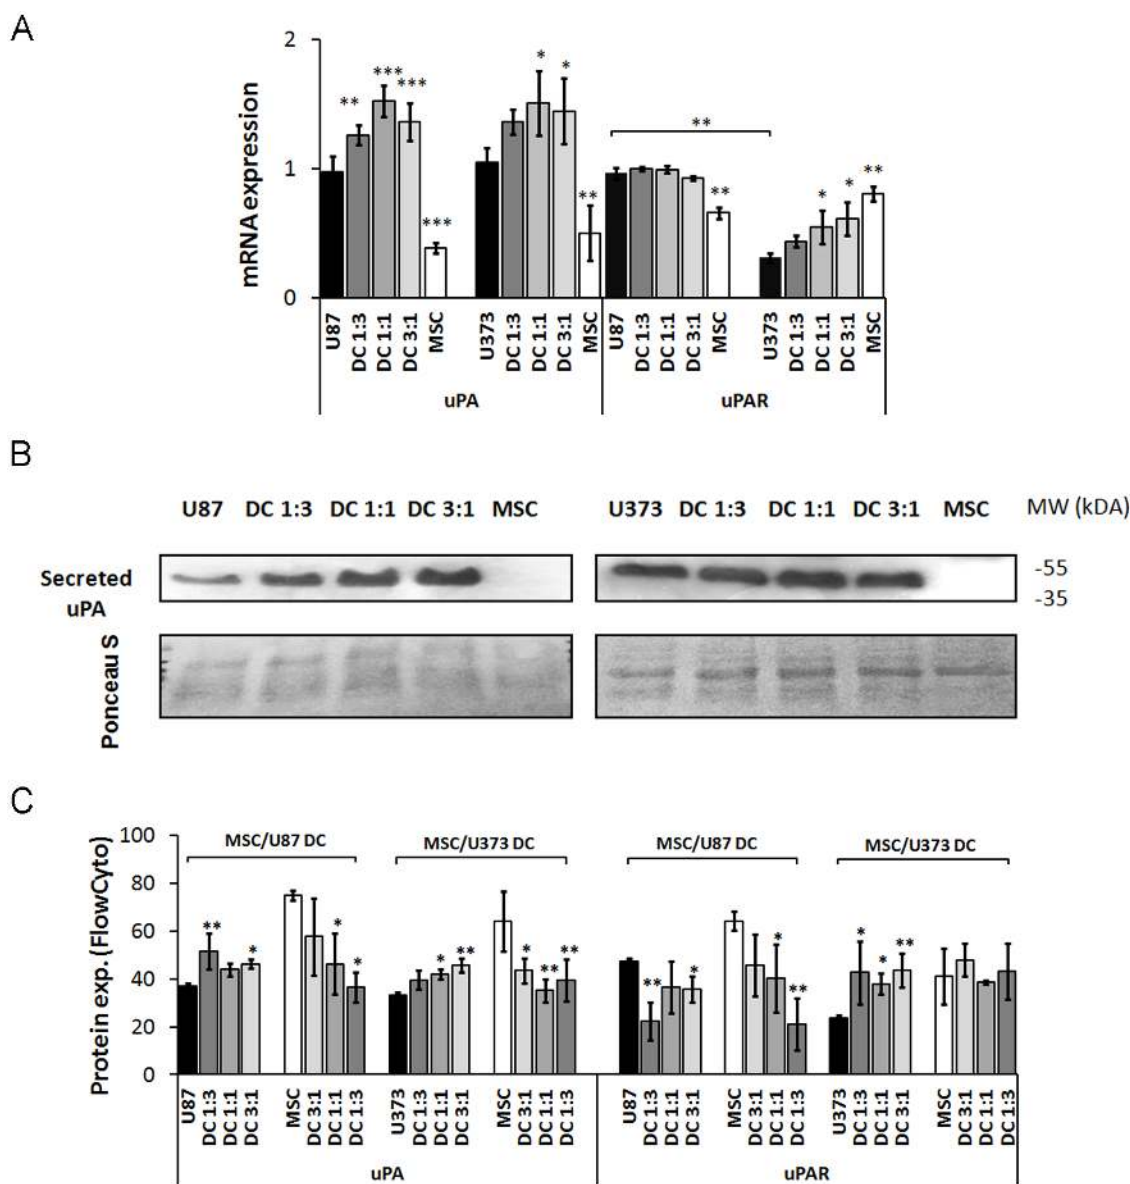 A
2
1
0
mRNA expression
** *** *** *** * * ** ** ** * * **
U87 DC 1:3 DC 1:1 DC 3:1 MSC U373 DC 1:3 DC 1:1 DC 3:1 MSC U87 DC 1:3 DC 1:1 DC 3:1 MSC U373 DC 1:3 DC 1:1 DC 3:1 MSC
uPA uPAR
B
U87 DC 1:3 DC 1:1 DC 3:1 MSC U373 DC 1:3 DC 1:1 DC 3:1 MSC MW (kDA)
Secreted
uPA
-55
-35
Ponceau S
C
100
80
60
40
20
0
Protein exp. (FlowCyto)
MSC/U87 DC MSC/U373 DC MSC/U87 DC MSC/U373 DC
** * * * * ** * ** ** ** * * ** * * **
U87 DC 1:3 DC 1:1 DC 3:1 MSC DC 3:1 DC 1:1 DC 1:3 U373 DC 1:3 DC 1:1 DC 3:1 MSC DC 3:1 DC 1:1 DC 1:3 U87 DC 1:3 DC 1:1 DC 3:1 MSC DC 3:1 DC 1:1 DC 1:3 U373 DC 1:3 DC 1:1 DC 3:1 MSC DC 3:1 DC 1:1 DC 1:3
uPA uPAR